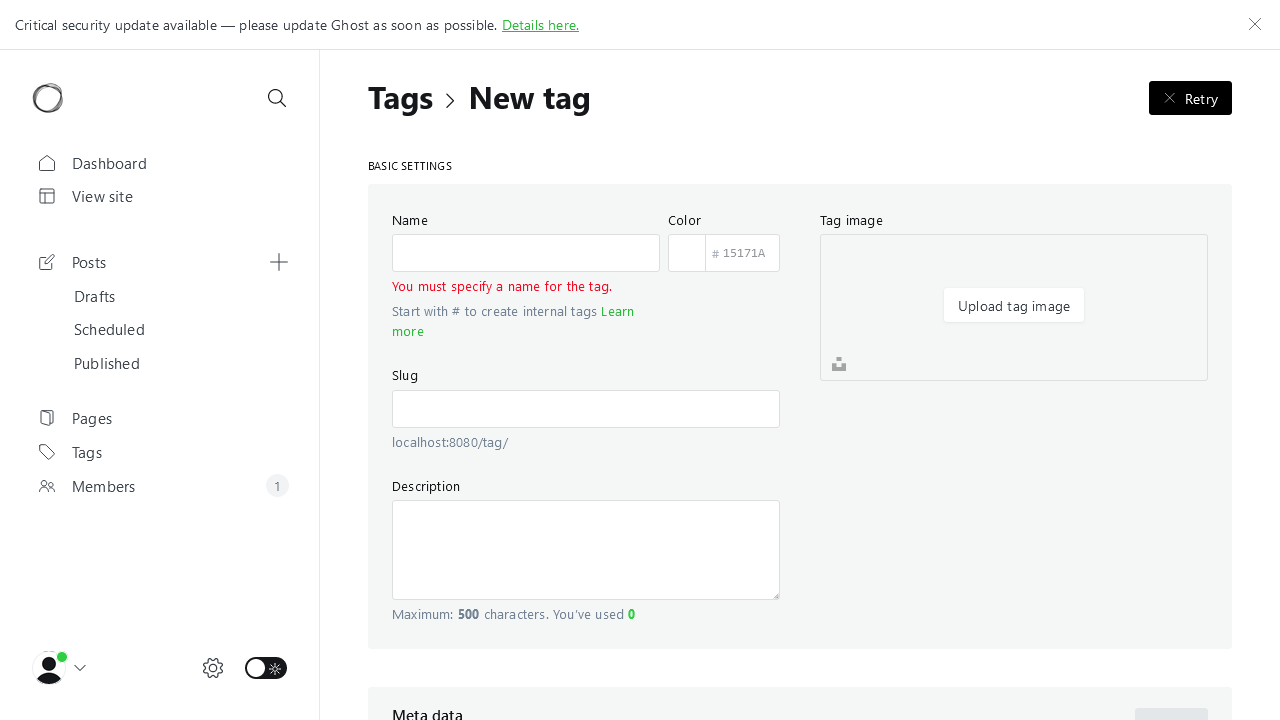 Critical security update available — please update Ghost as soon as possible. Details here.
Dashboard
View site
Posts
Drafts
Scheduled
Published
Pages
Tags
Members 1
Tags > New tag
Retry
BASIC SETTINGS
Name
Color
# 15171A
You must specify a name for the tag.
Start with # to create internal tags Learn
more
Slug
localhost:8080/tag/
Description
Maximum: 500 characters. You've used 0
Tag image
Upload tag image
Meta data